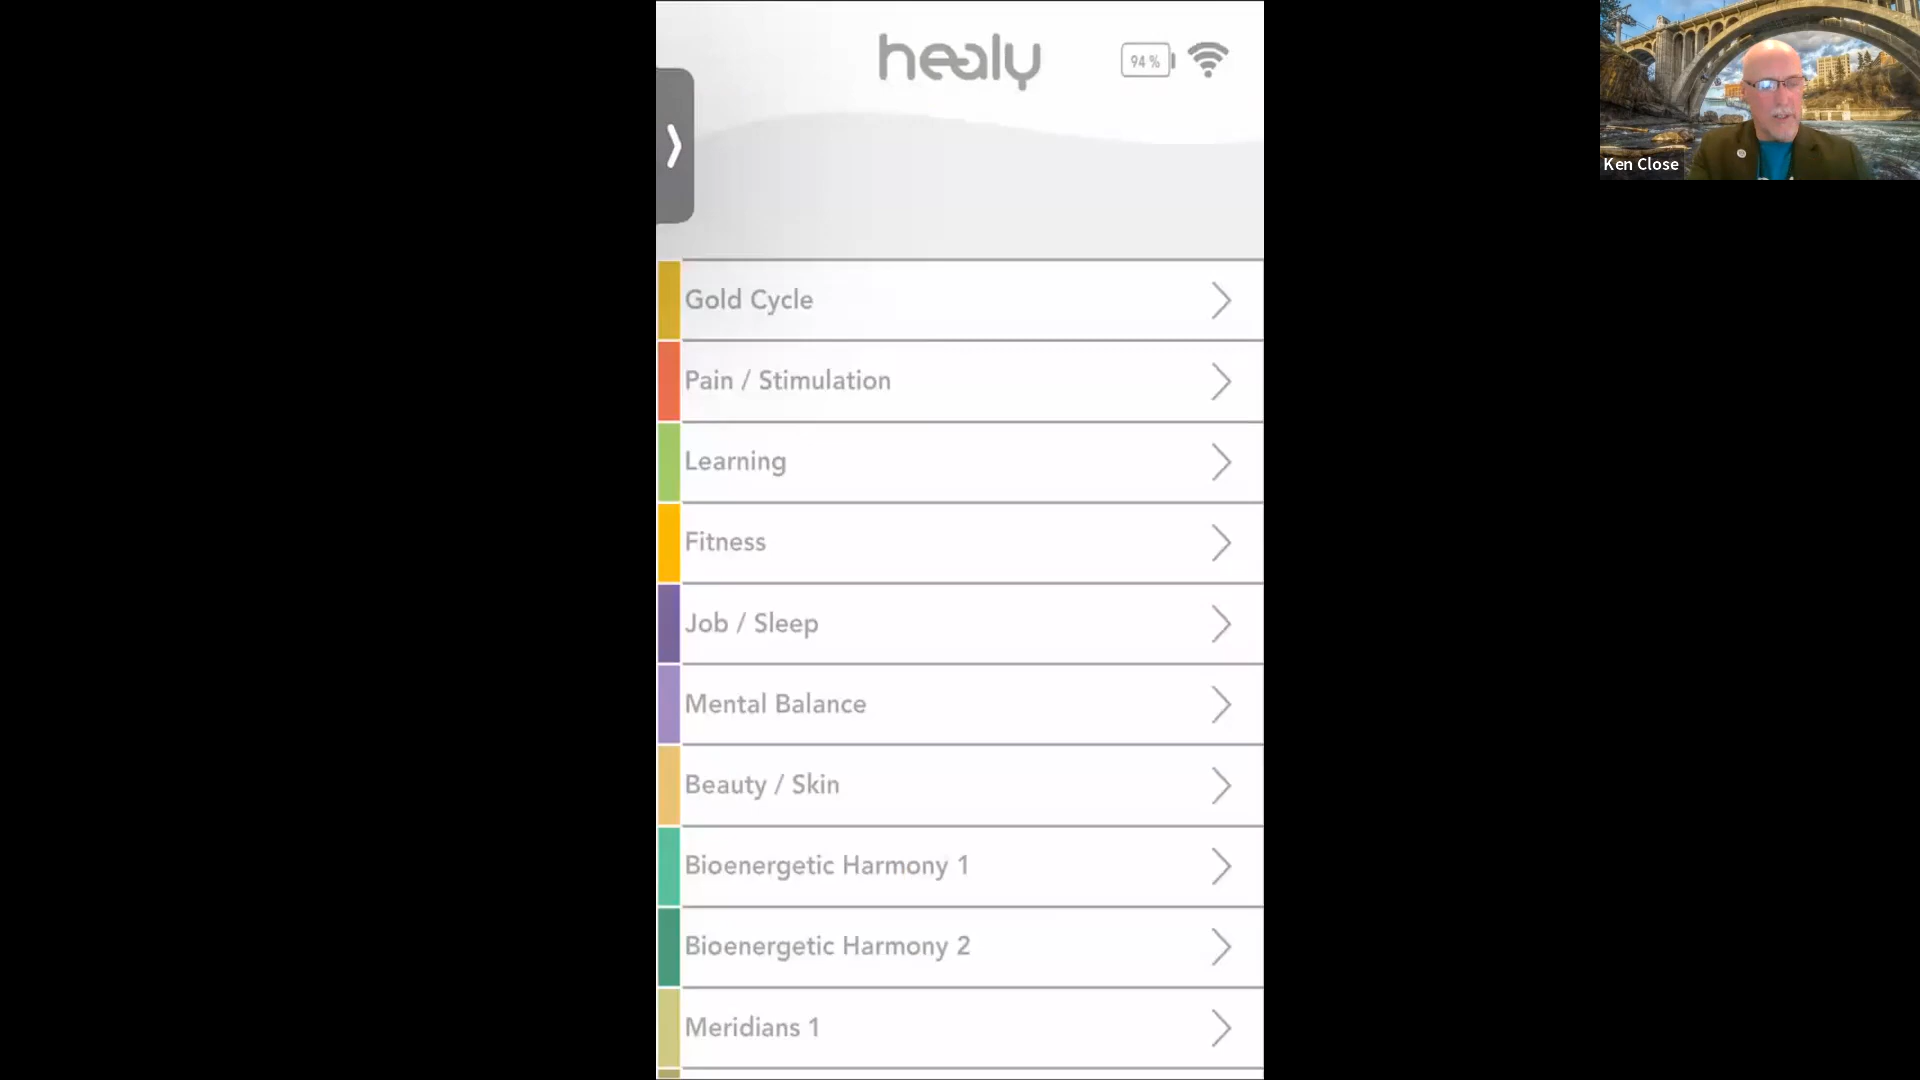 healy
94 %
Ken Close
Gold Cycle
Pain / Stimulation
Learning
Fitness
Job / Sleep
Mental Balance
Beauty / Skin
Bioenergetic Harmony 1
Bioenergetic Harmony 2
Meridians 1